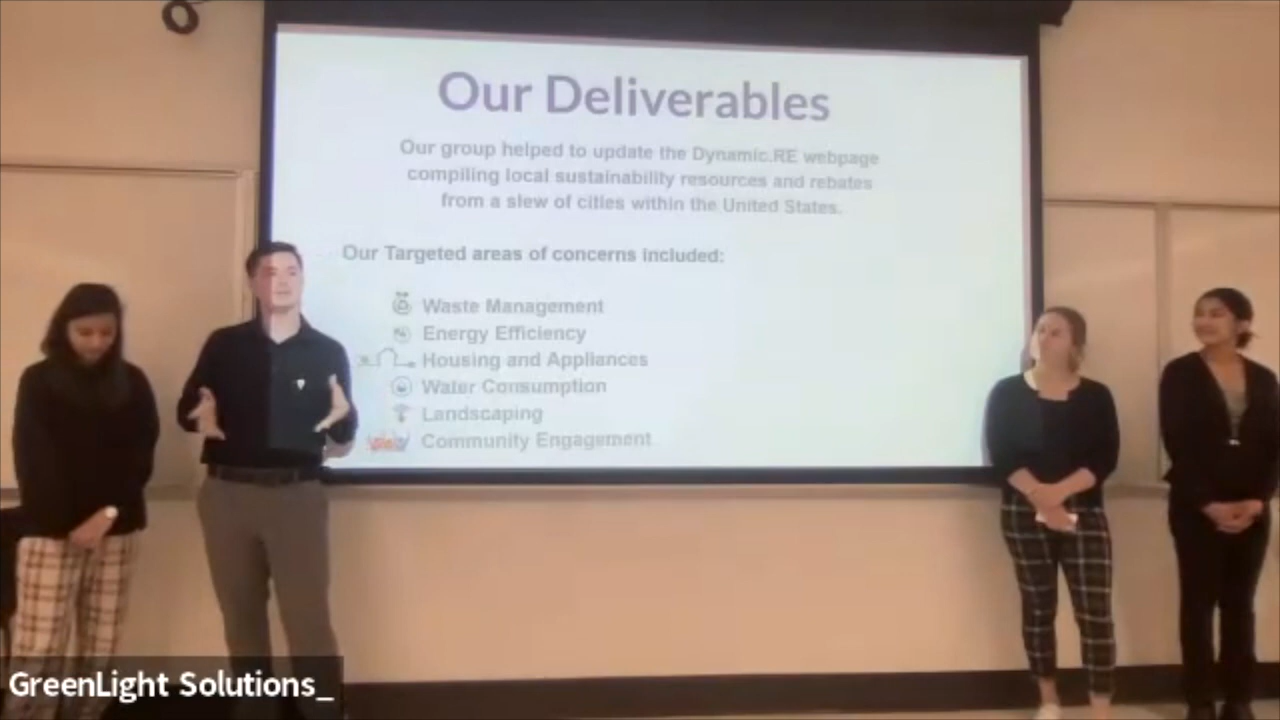 Our Deliverables
Our group helped to update the Dynamic.RE webpage
compiling local sustainability resources and rebates
from a slew of cities within the United States.
Our Targeted areas of concerns included:
Waste Management
Energy Efficiency
Housing and Appliances
Water Consumption
Landscaping
Community Engagement
GreenLight Solutions_